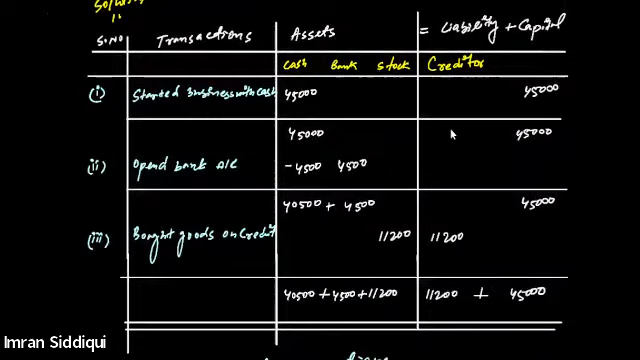 Solution
S.NO Transactions Assets = Liability + Capital
Cash Bank Stock Creditor
(i) Started Business with cash 45000 45000
45000 45000
(ii) Opend bank A/C -4500 4500
40500 + 4500 45000
(iii) Bought goods on Credit 11200 11200
40500 + 4500 + 11200 11200 + 45000
Imran Siddiqui